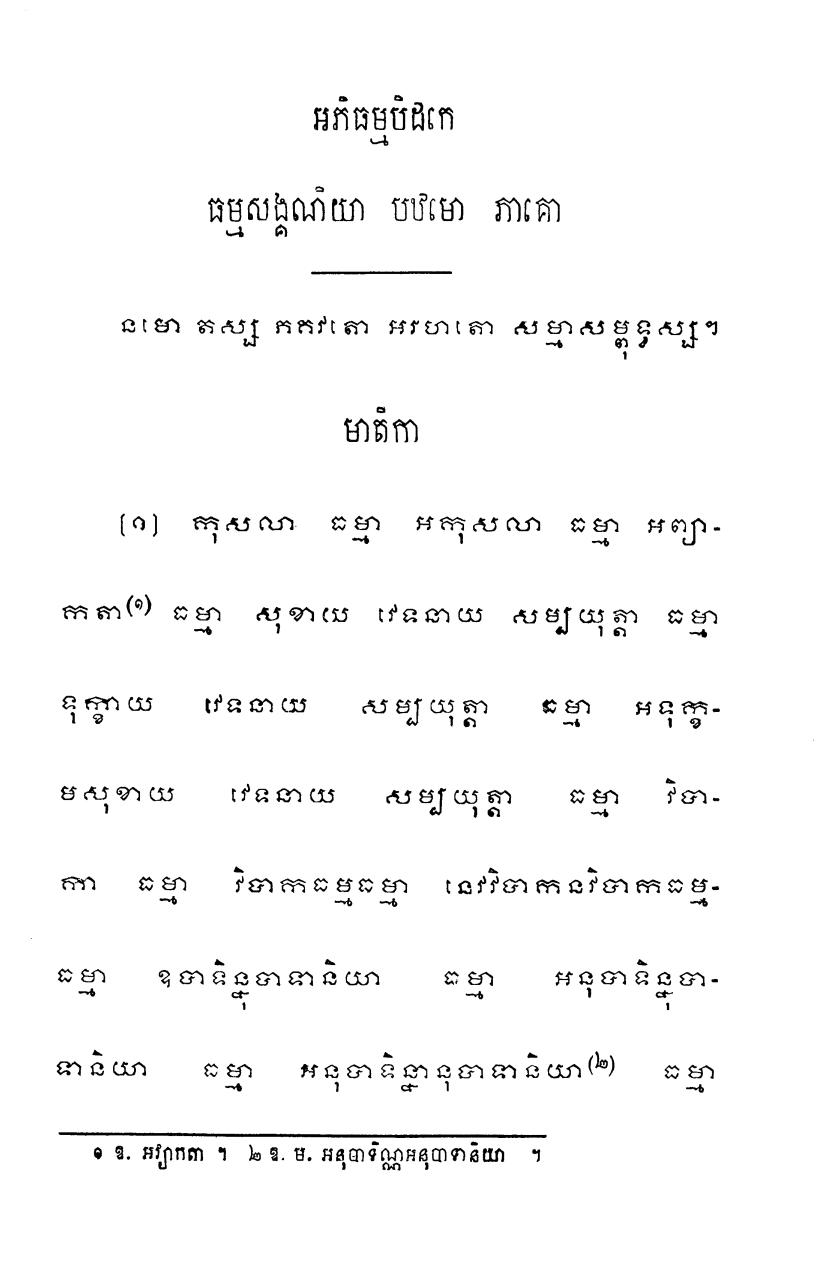 អភិធម្មបិដកេ
ធម្មសង្គណិយា បឋមោ ភាគោ
នមោ តស្ស ភគវតោ អរហតោ សម្មាសម្ពុទ្ធស្ស។
មាតិកា
(១) កុសលា ធម្មា អកុសលា ធម្មា អព្យា-
កតា(១) ធម្មា សុខាយ វេទនាយ សម្បយុត្តា ធម្មា
ទុក្ខាយ វេទនាយ សម្បយុត្តា ធម្មា អទុក្ខ-
មសុខាយ វេទនាយ សម្បយុត្តា ធម្មា វិបា-
កា ធម្មា វិបាកធម្មធម្មា នេវវិបាកនវិបាកធម្ម-
ធម្មា ឧបាទិន្នុបាទានិយា ធម្មា អនុបាទិន្នុបា-
ទានិយា ធម្មា អនុបាទិន្នានុបាទានិយា(២) ធម្មា
១ ឧ. អវ្យាកតា ។ ២ ឧ. ម. អនុបាទិណ្ណអនុបាទានិយា ។